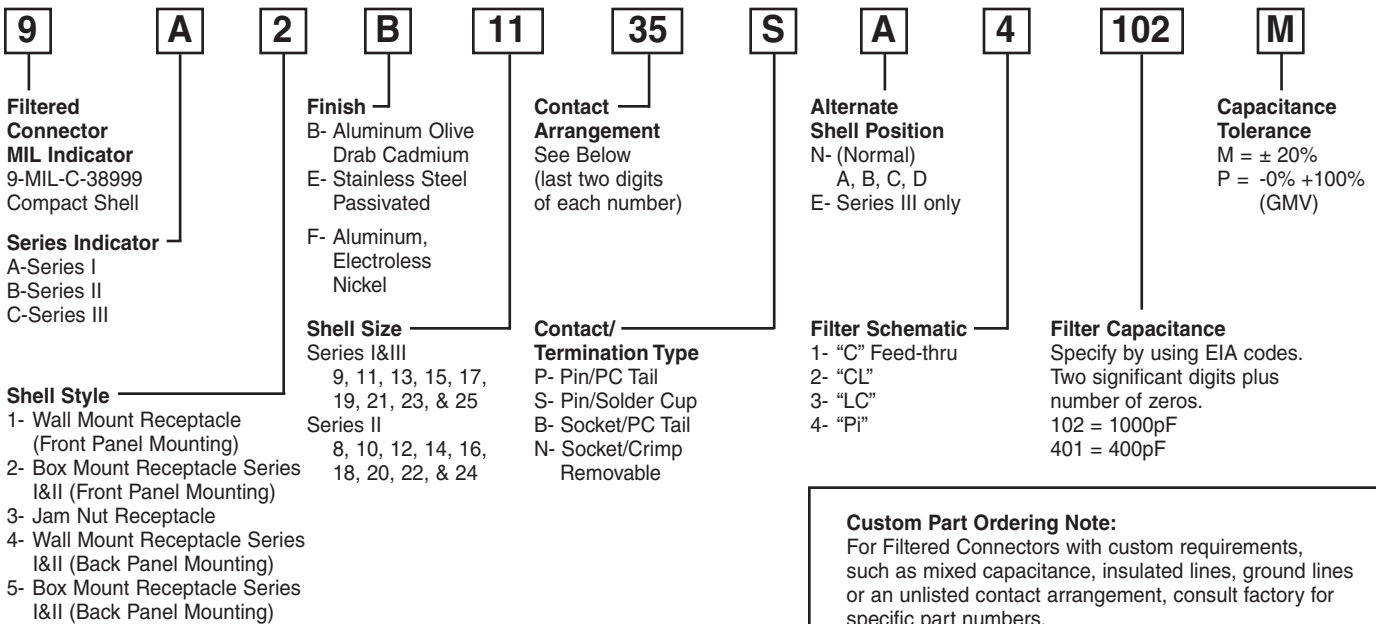 9 A 2 B 11 35 S A 4 102 M
Filtered
Connector
MIL Indicator
9-MIL-C-38999
Compact Shell
Series Indicator
A-Series I
B-Series II
C-Series III
Shell Style
1- Wall Mount Receptacle
(Front Panel Mounting)
2- Box Mount Receptacle Series
I&II (Front Panel Mounting)
3- Jam Nut Receptacle
4- Wall Mount Receptacle Series
I&II (Back Panel Mounting)
5- Box Mount Receptacle Series
I&II (Back Panel Mounting)
Finish
B- Aluminum Olive
Drab Cadmium
E- Stainless Steel
Passivated
F- Aluminum,
Electroless
Nickel
Shell Size
Series I&III
9, 11, 13, 15, 17,
19, 21, 23, & 25
Series II
8, 10, 12, 14, 16,
18, 20, 22, & 24
Contact
Arrangement
See Below
(last two digits
of each number)
Contact/
Termination Type
P- Pin/PC Tail
S- Pin/Solder Cup
B- Socket/PC Tail
N- Socket/Crimp
Removable
Alternate
Shell Position
N- (Normal)
A, B, C, D
E- Series III only
Filter Schematic
1- “C” Feed-thru
2- “CL”
3- “LC”
4- “Pi”
Filter Capacitance
Specify by using EIA codes.
Two significant digits plus
number of zeros.
102 = 1000pF
401 = 400pF
Capacitance
Tolerance
M = ± 20%
P = -0% +100%
(GMV)
Custom Part Ordering Note:
For Filtered Connectors with custom requirements,
such as mixed capacitance, insulated lines, ground lines
or an unlisted contact arrangement, consult factory for
specific part numbers.